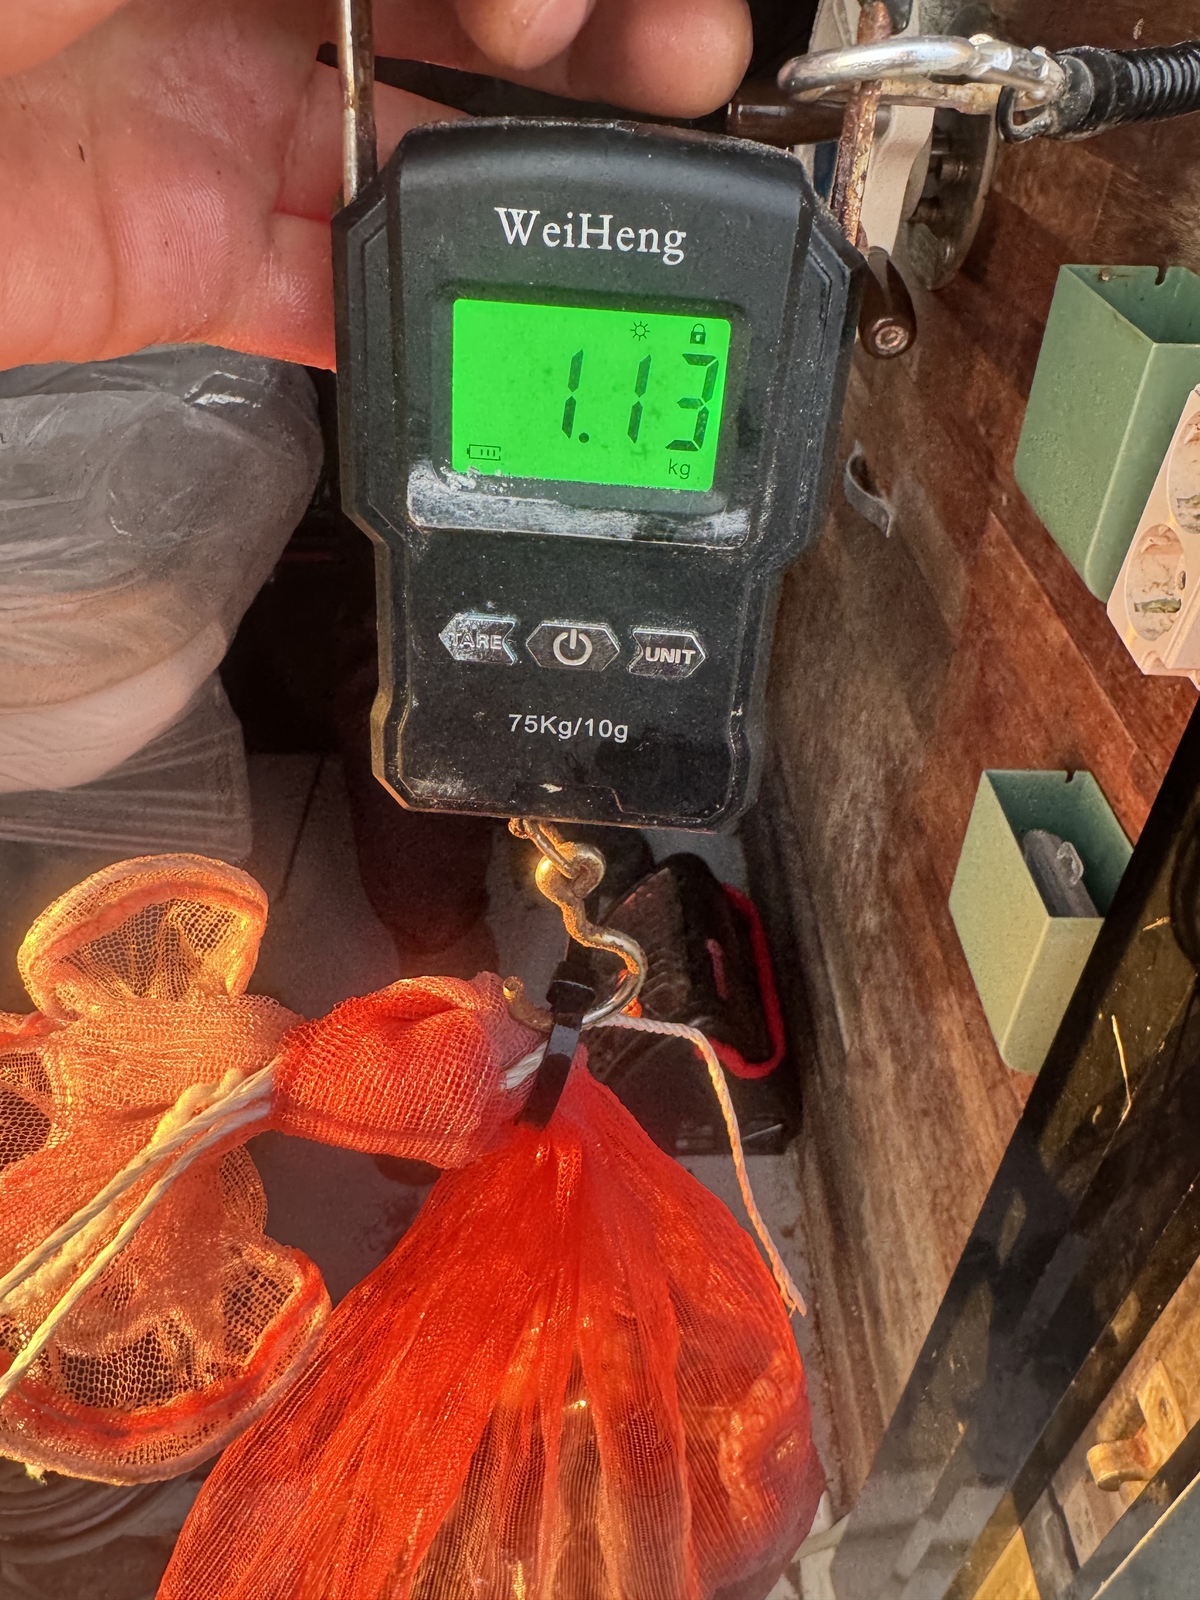 WeiHeng
1.13
kg
TARE
UNIT
75Kg/10g